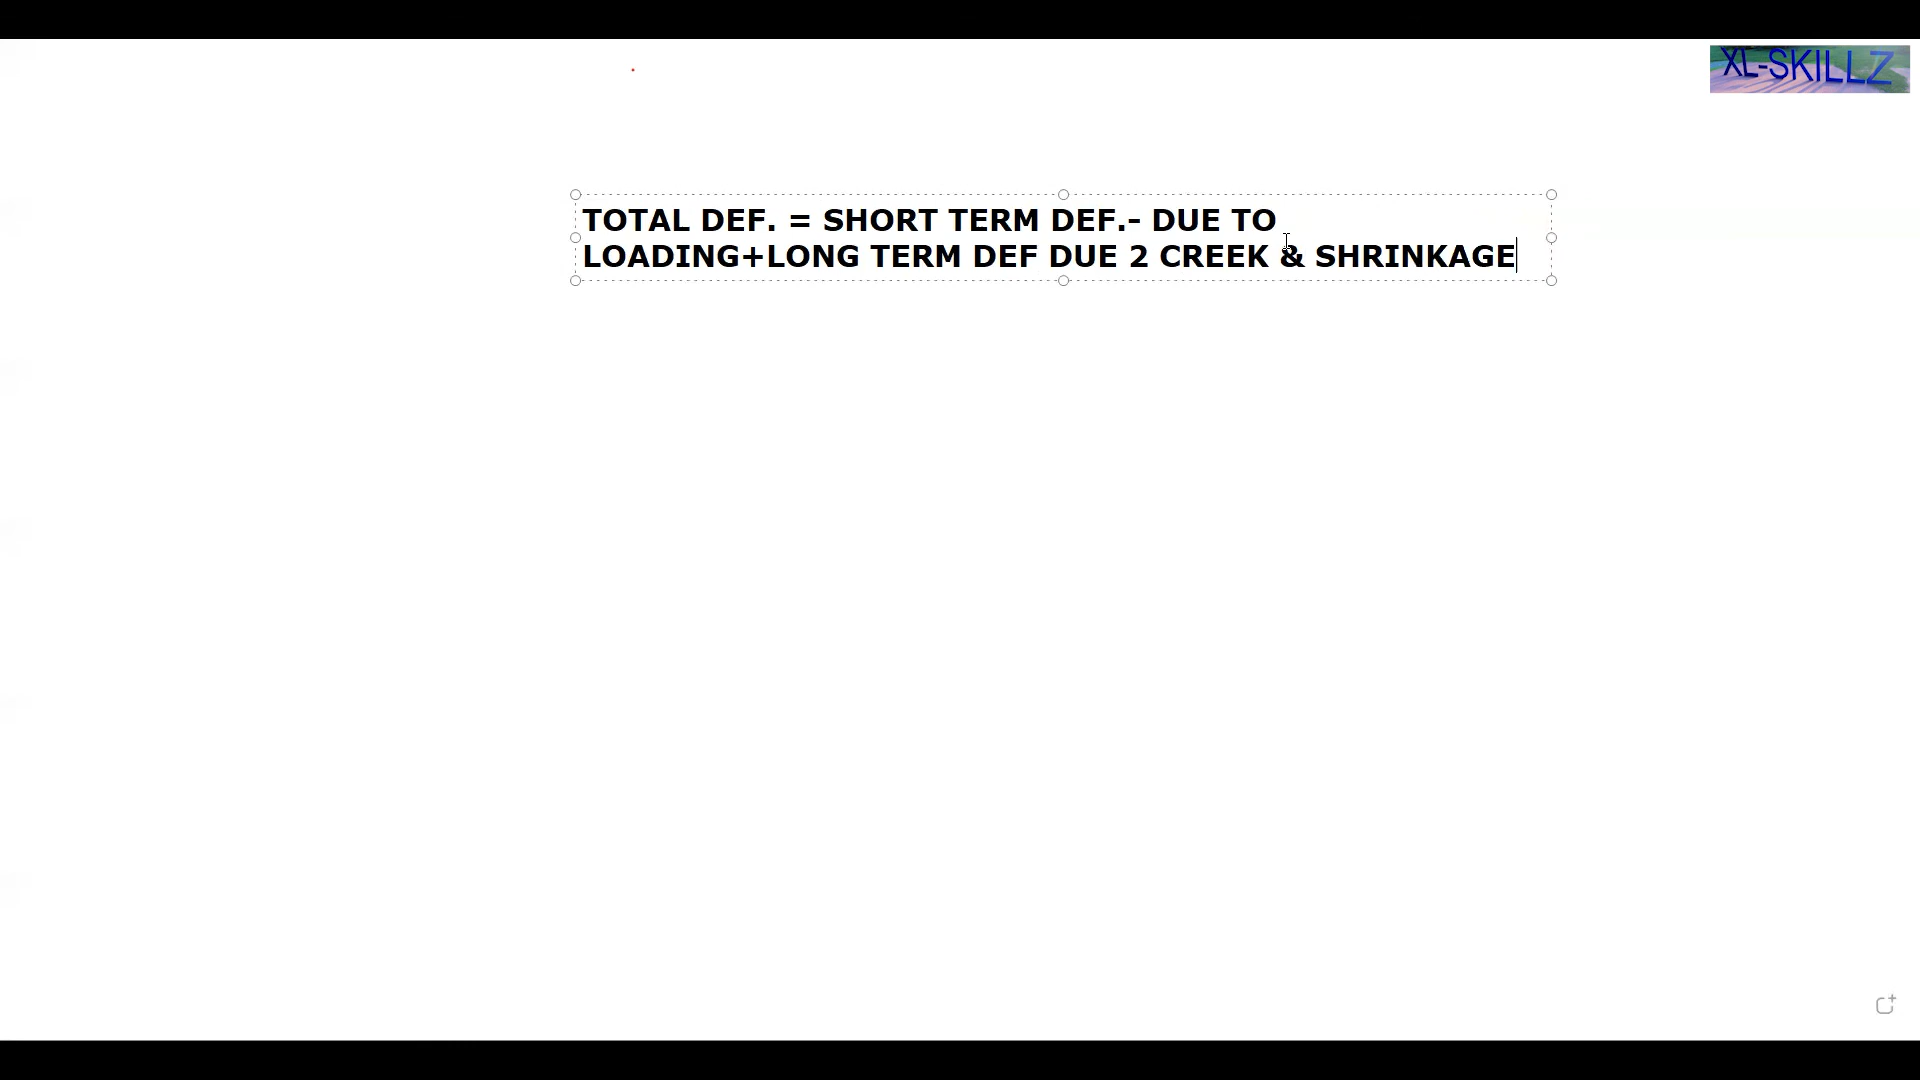 XL-SKILLZ
TOTAL DEF. = SHORT TERM DEF.- DUE TO
LOADING+LONG TERM DEF DUE 2 CREEK & SHRINKAGE